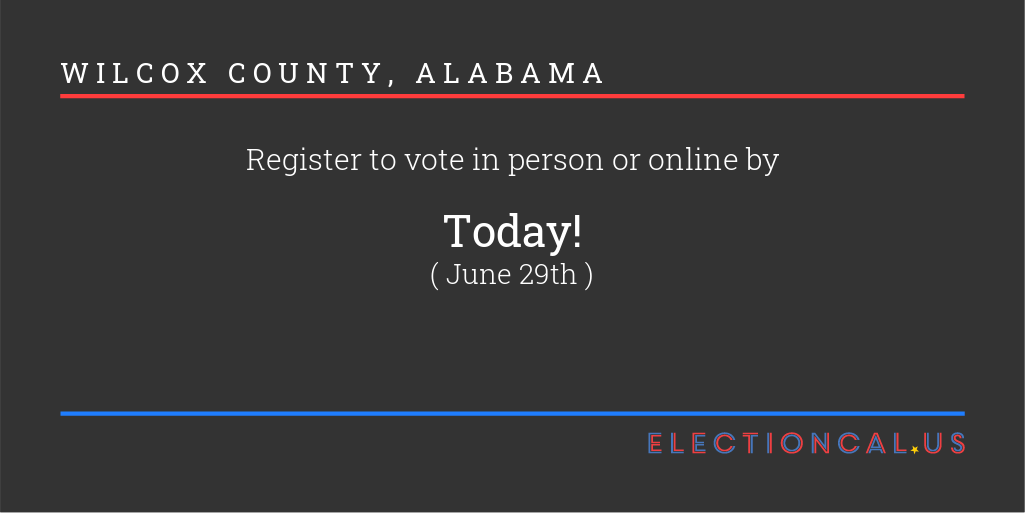 WILCOX COUNTY, ALABAMA
Register to vote in person or online by
Today!
( June 29th )
ELECTIONCAL.US